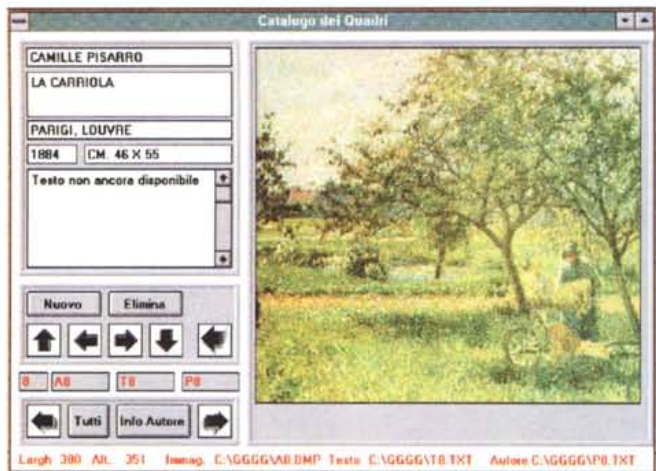 Catalogo dei Quadri
CAMILLE PISARRO
LA CARRIOLA
PARIGI, LOUVRE
1884 CM. 46 X 55
Testo non ancora disponibile
Nuovo Elimina
8 A8 T8 P8
Tutti Info Autore
Largh 380 Alt. 351 Immag. C:\GGGG\A8.BMP Testo C:\GGGG\T8.TXT Autore C:\GGGG\P8.TXT